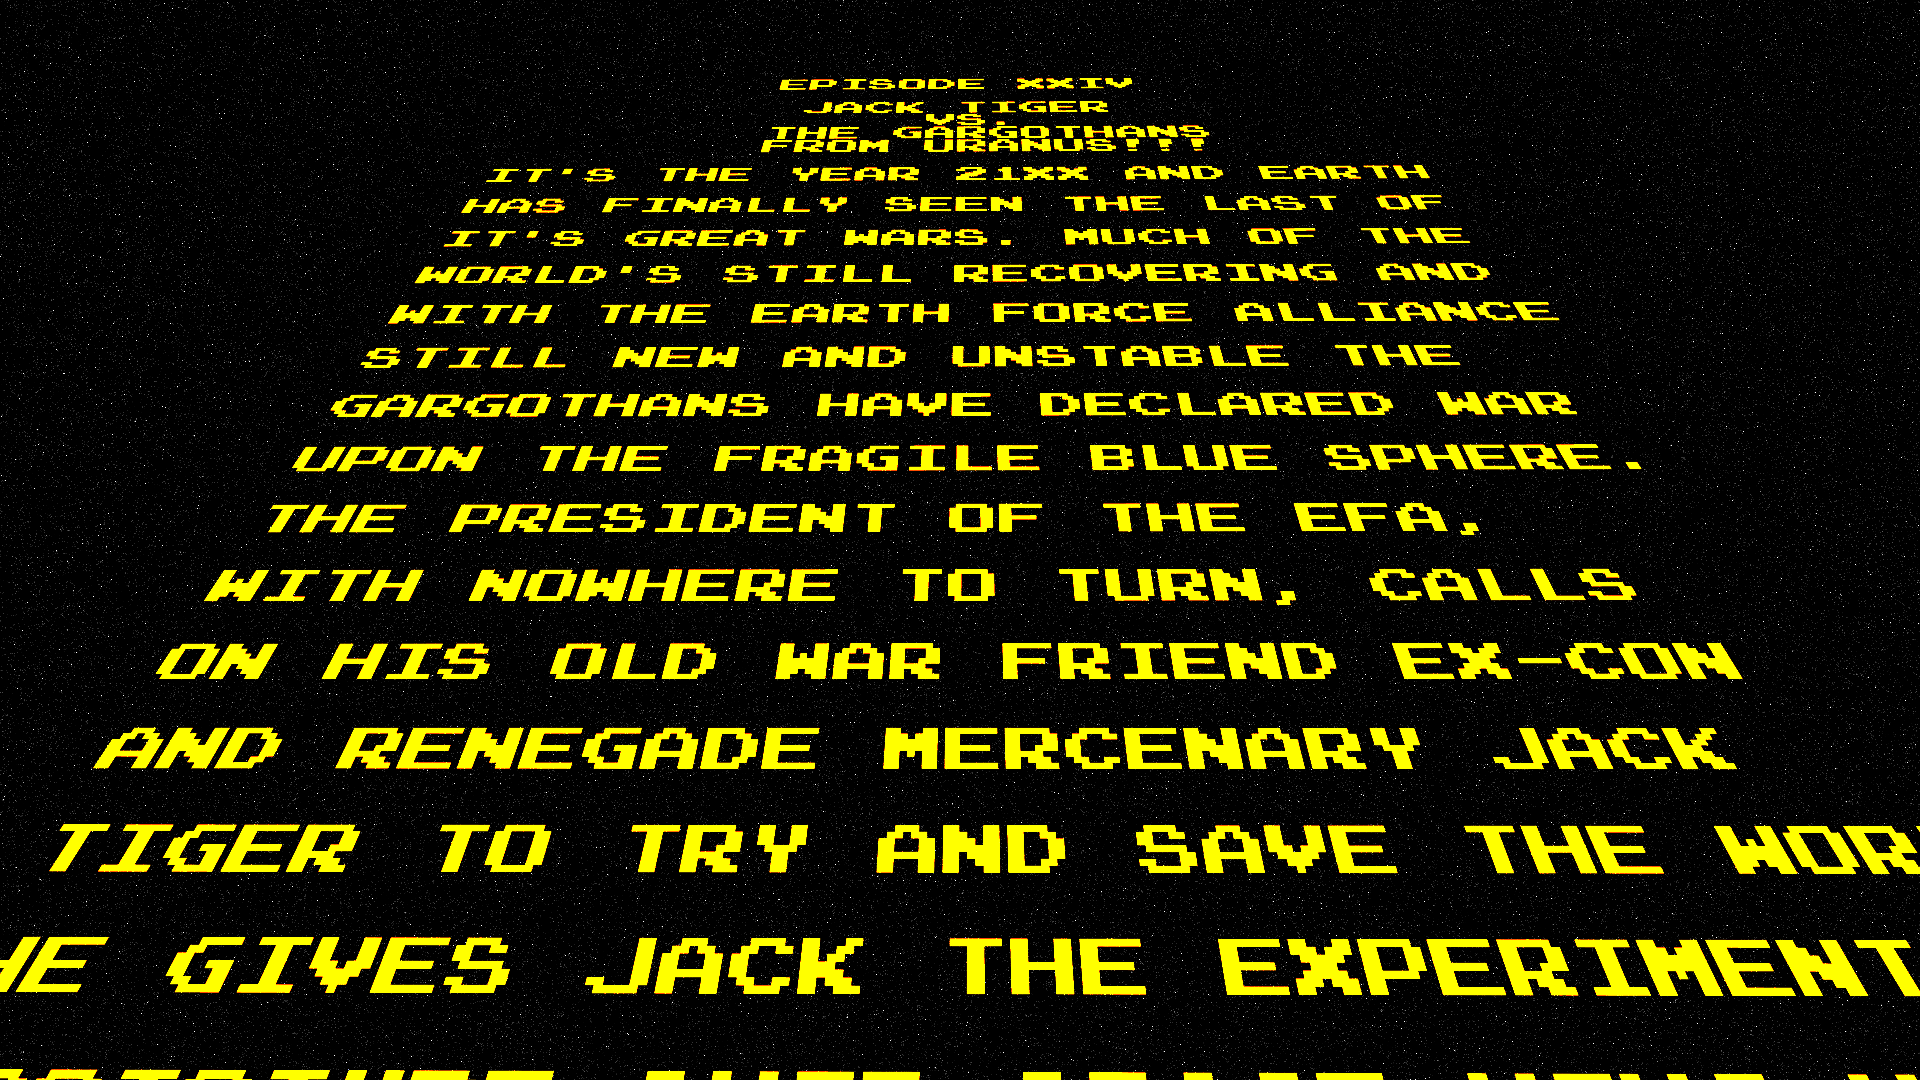 EPISODE XXIV
JACK TIGER
VS.
THE GARGOTHANS
FROM URANUS!!!
IT'S THE YEAR 21XX AND EARTH
HAS FINALLY SEEN THE LAST OF
IT'S GREAT WARS. MUCH OF THE
WORLD'S STILL RECOVERING AND
WITH THE EARTH FORCE ALLIANCE
STILL NEW AND UNSTABLE THE
GARGOTHANS HAVE DECLARED WAR
UPON THE FRAGILE BLUE SPHERE.
THE PRESIDENT OF THE EFA,
WITH NOWHERE TO TURN, CALLS
ON HIS OLD WAR FRIEND EX-CON
AND RENEGADE MERCENARY JACK
TIGER TO TRY AND SAVE THE WOR
HE GIVES JACK THE EXPERIMENT